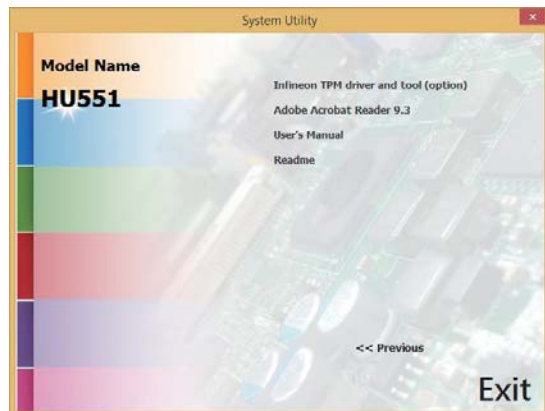 System Utility
Model Name
HU551
Infineon TPM driver and tool (option)
Adobe Acrobat Reader 9.3
User's Manual
Readme
<< Previous
Exit